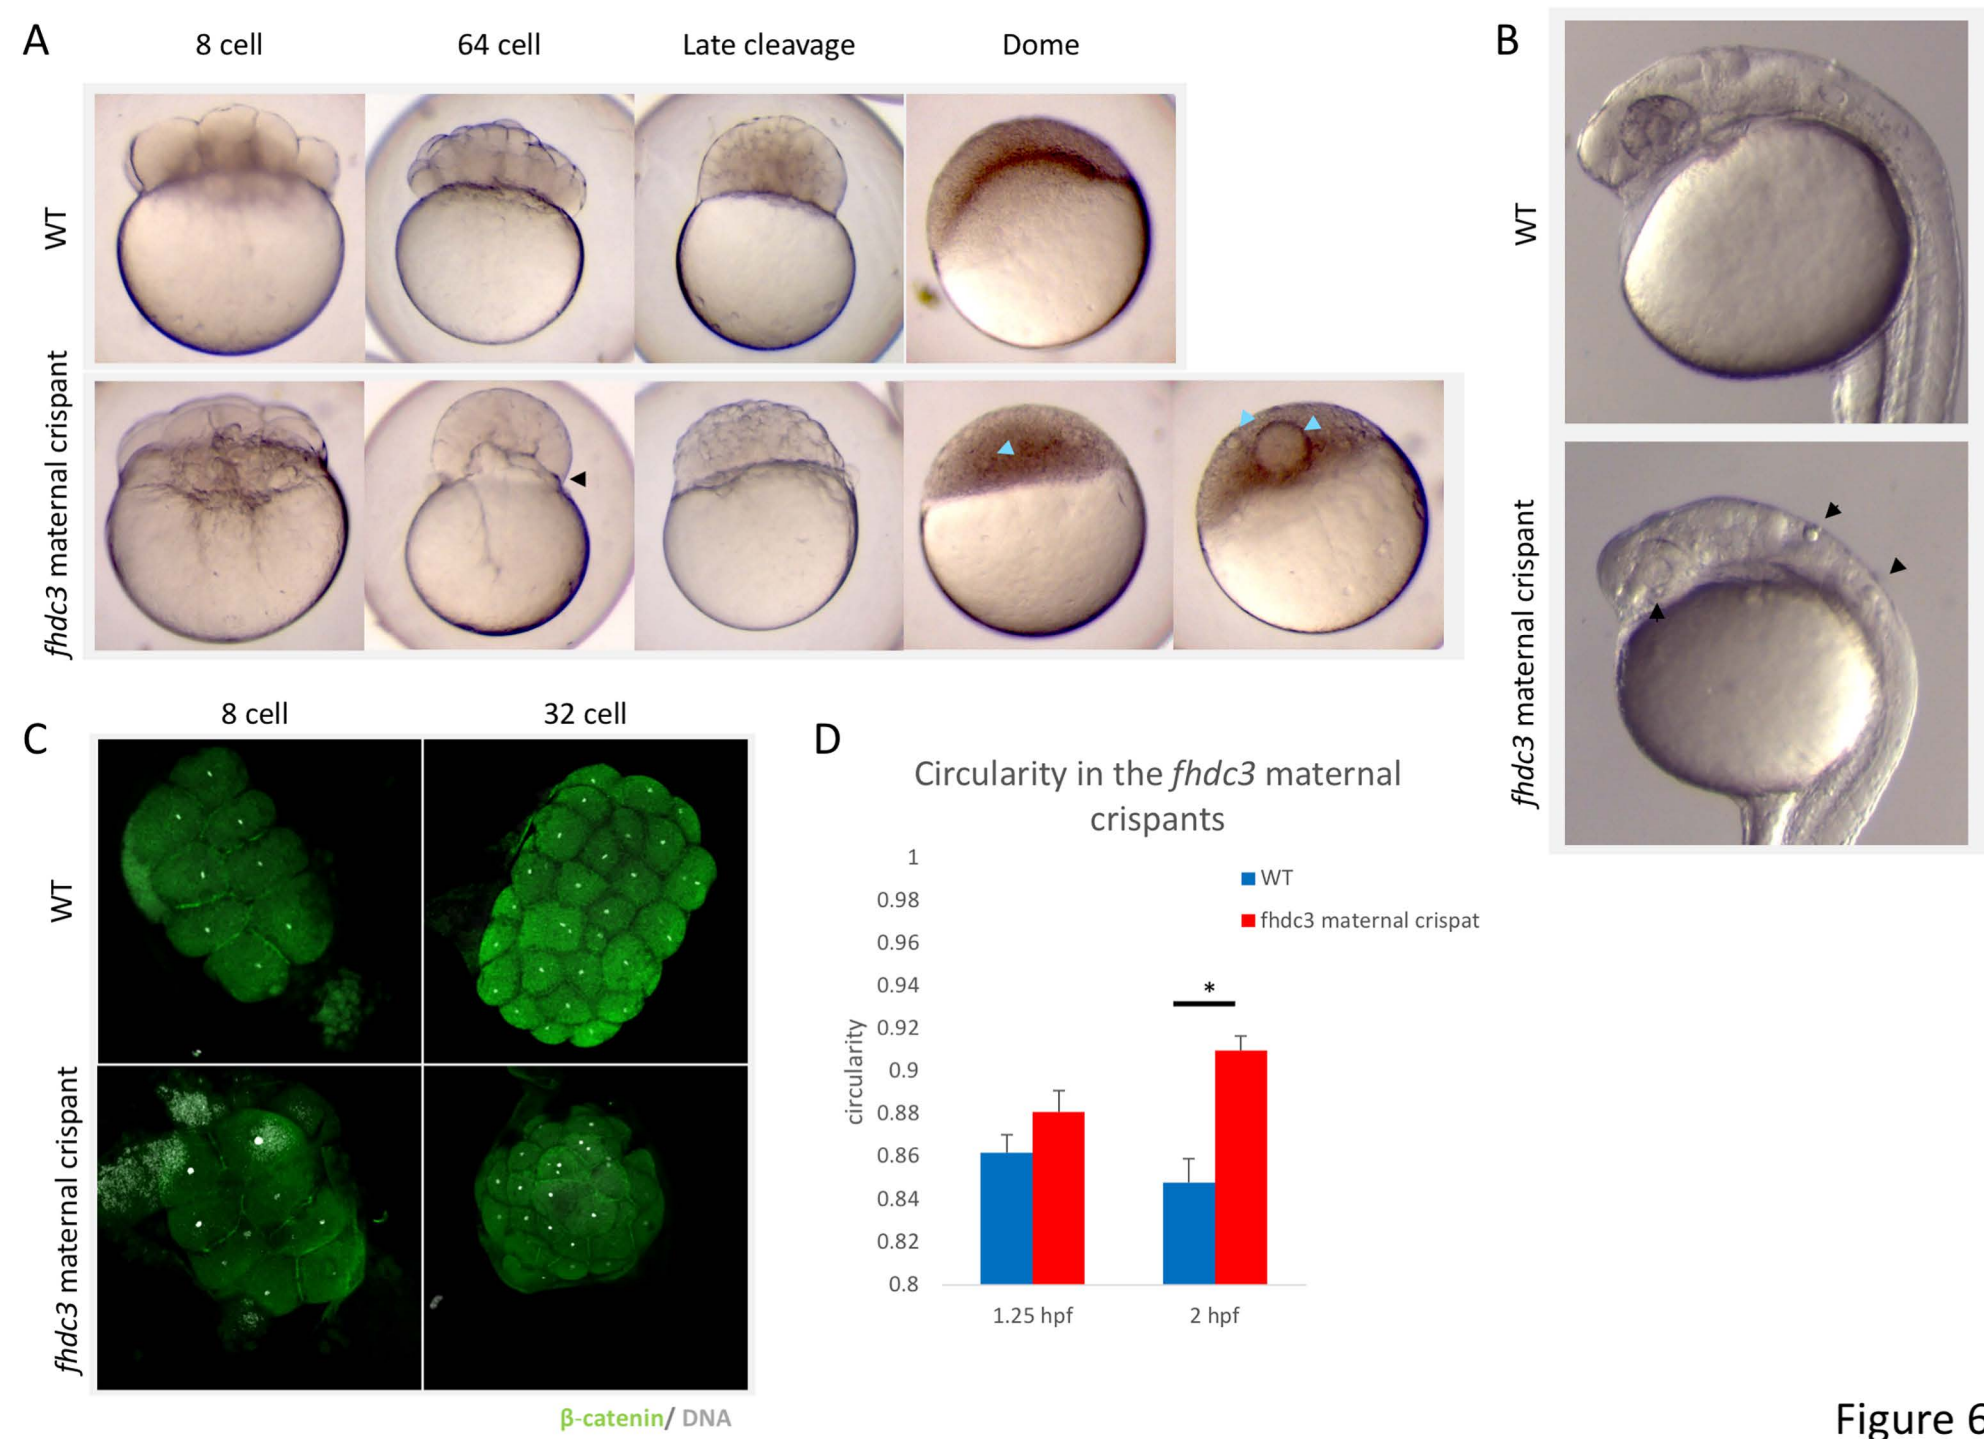 A
8 cell
64 cell
Late cleavage
Dome
WT
fhdc3 maternal crispant
B
WT
fhdc3 maternal crispant
C
8 cell
32 cell
WT
fhdc3 maternal crispant
β-catenin/ DNA
D
Circularity in the fhdc3 maternal
crispants
1
0.98
0.96
0.94
0.92
0.9
0.88
0.86
0.84
0.82
0.8
circularity
WT
fhdc3 maternal crispat
*
1.25 hpf
2 hpf
Figure 6